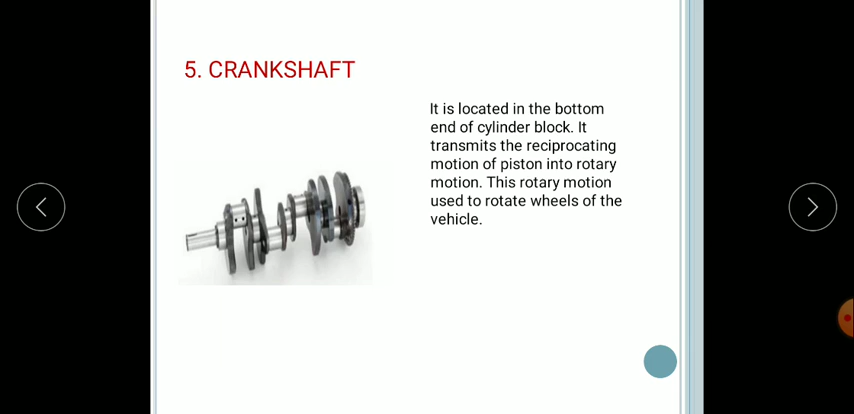 5. CRANKSHAFT
It is located in the bottom
end of cylinder block. It
transmits the reciprocating
motion of piston into rotary
motion. This rotary motion
used to rotate wheels of the
vehicle.